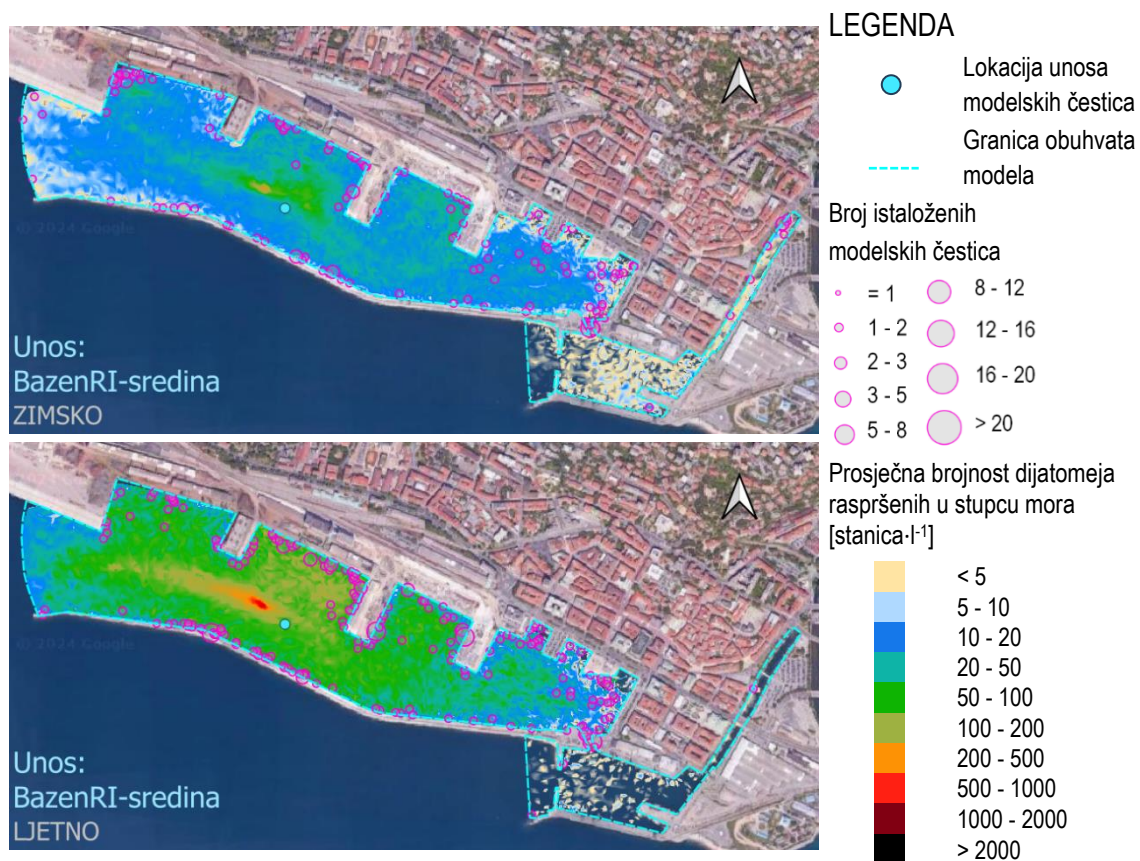 © 2024 Google
Unos:
BazenRI-sredina
ZIMSKO
© 2024 Google
Unos:
BazenRI-sredina
LJETNO
LEGENDA
Lokacija unosa
modelskih čestica
Granica obuhvata
modela
Broj istaloženih
modelskih čestica
= 1
1 - 2
2 - 3
3 - 5
5 - 8
8 - 12
12 - 16
16 - 20
> 20
Prosječna brojnost dijatomeja
raspršenih u stupcu mora
[stanica·l⁻¹]
< 5
5 - 10
10 - 20
20 - 50
50 - 100
100 - 200
200 - 500
500 - 1000
1000 - 2000
> 2000